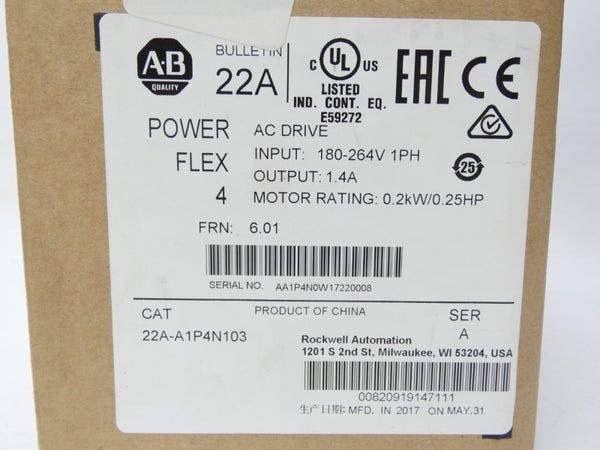 A-B
QUALITY
BULLETIN
22A
C UL US
LISTED
IND. CONT. EQ.
E59272
EAC CE
POWER
FLEX
4
AC DRIVE
INPUT: 180-264V 1PH
OUTPUT: 1.4A
MOTOR RATING: 0.2kW/0.25HP
25
FRN: 6.01
SERIAL NO. AA1P4N0W17220008
CAT
22A-A1P4N103
PRODUCT OF CHINA
SER
A
Rockwell Automation
1201 S 2nd St, Milwaukee, WI 53204, USA
00820919147111
生产日期: MFD. IN 2017 ON MAY.31